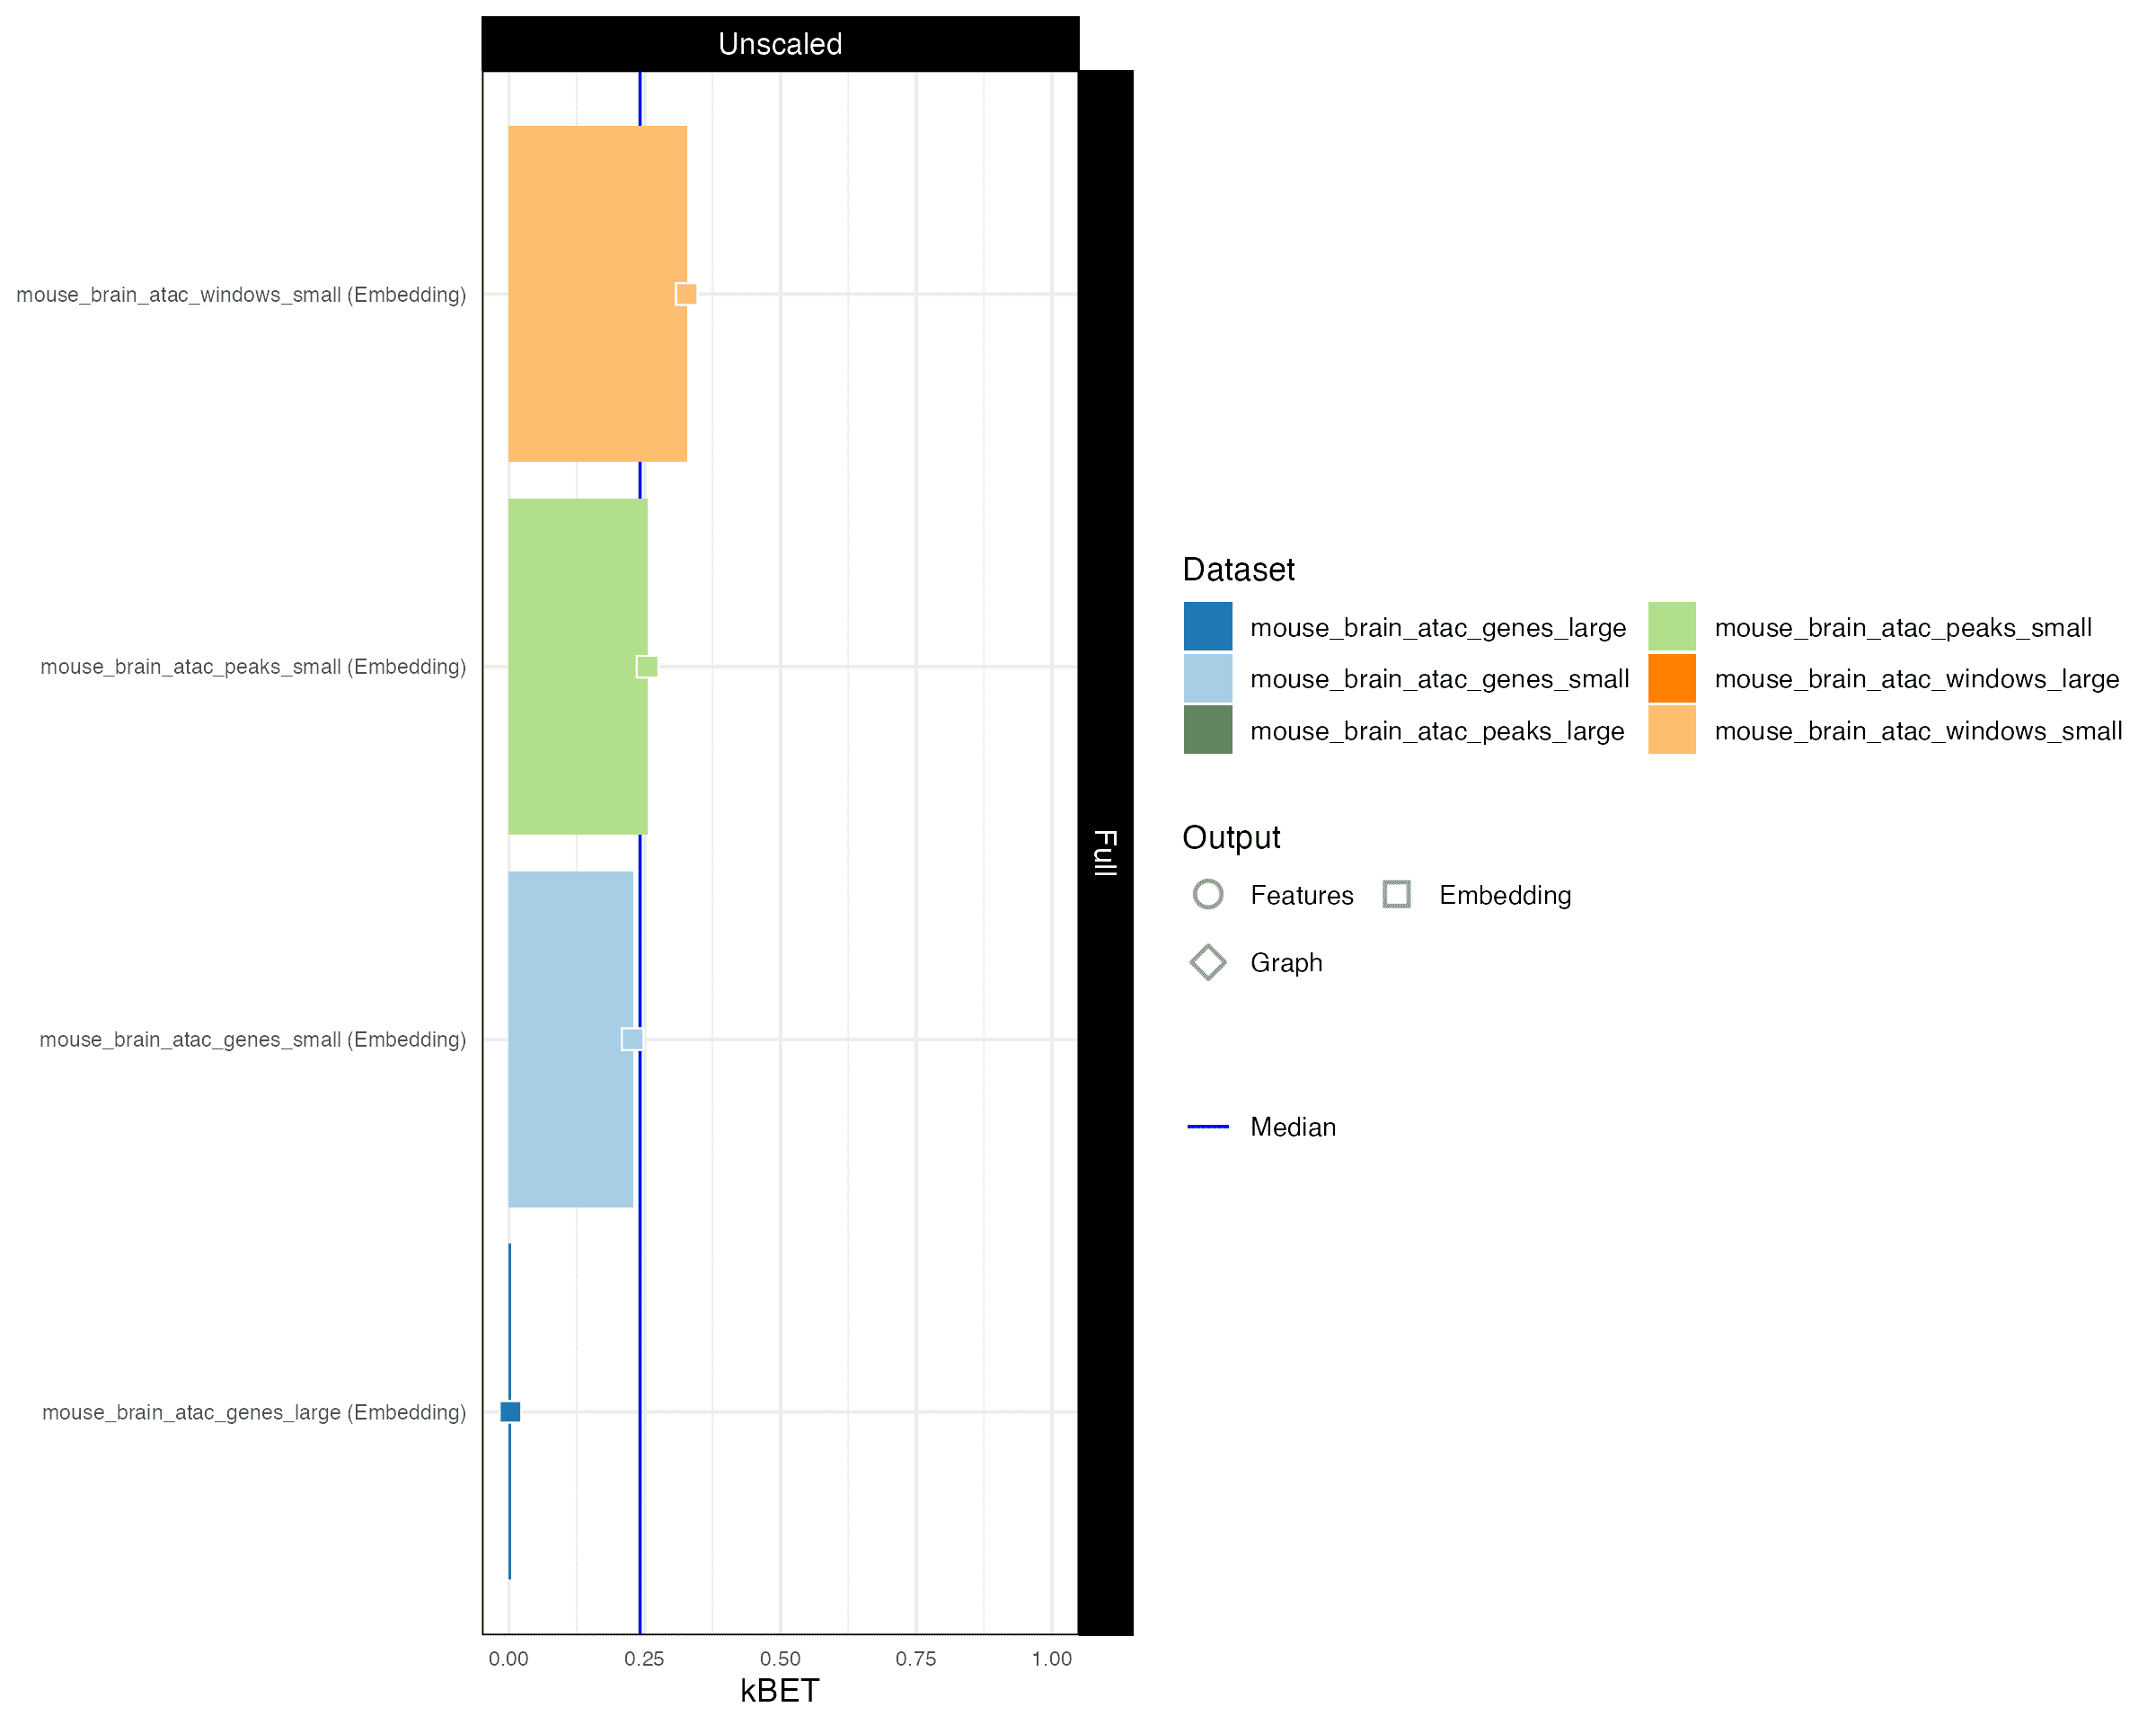 Unscaled
mouse_brain_atac_windows_small (Embedding)
mouse_brain_atac_peaks_small (Embedding)
mouse_brain_atac_genes_small (Embedding)
mouse_brain_atac_genes_large (Embedding)
0.00 0.25 0.50 0.75 1.00
kBET
Full
Dataset
mouse_brain_atac_genes_large mouse_brain_atac_peaks_small
mouse_brain_atac_genes_small mouse_brain_atac_windows_large
mouse_brain_atac_peaks_large mouse_brain_atac_windows_small
Output
Features Embedding
Graph
Median